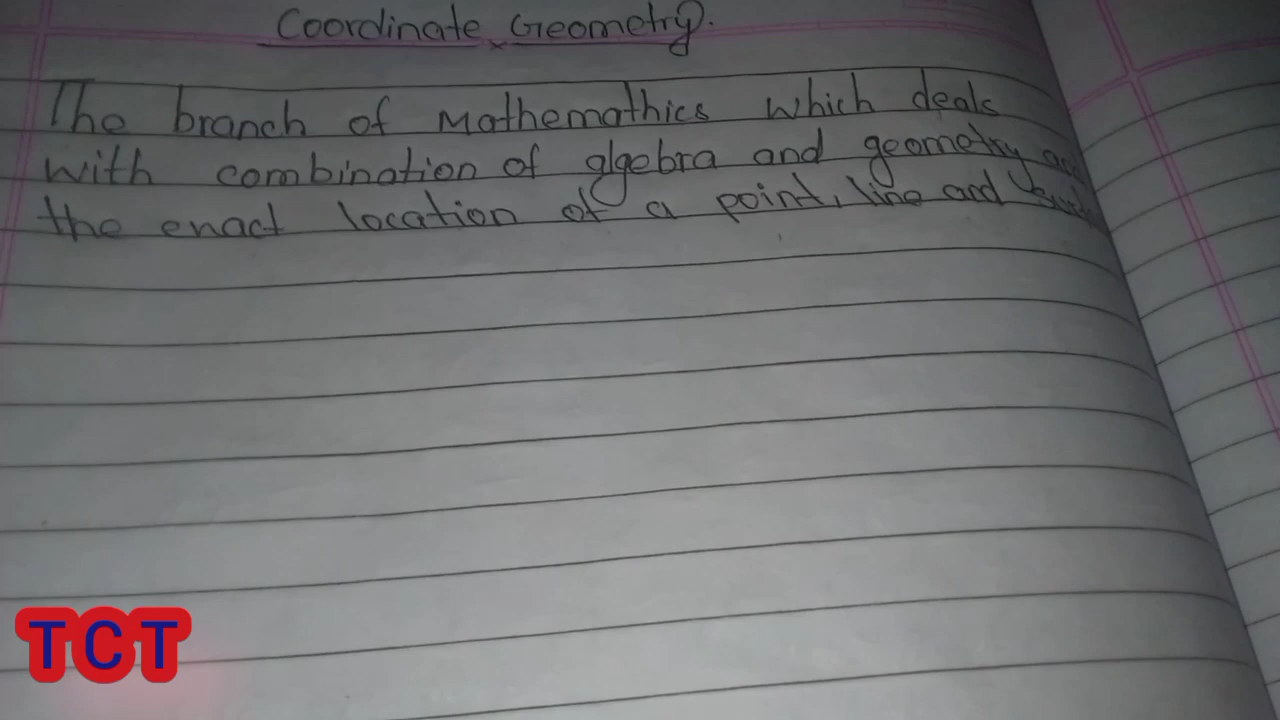 Coordinate Geometry.
The branch of Mathemathics which deals
with combination of algebra and geometry and
the enact location of a point, line and
TCT